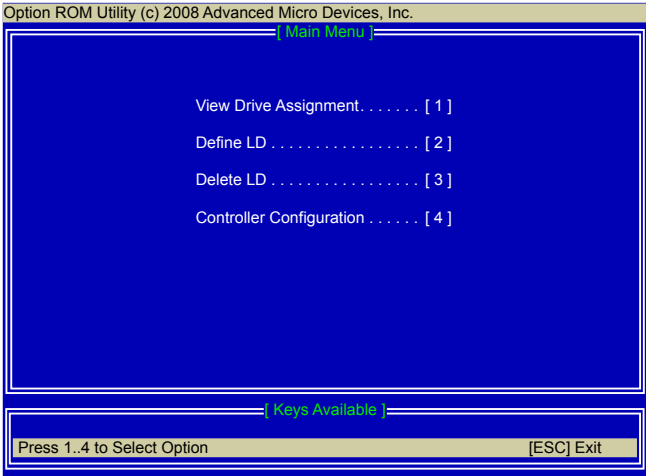 Option ROM Utility (c) 2008 Advanced Micro Devices, Inc.
[ Main Menu ]
View Drive Assignment. . . . . . . [ 1 ]
Define LD . . . . . . . . . . . . . . . . . [ 2 ]
Delete LD . . . . . . . . . . . . . . . . . [ 3 ]
Controller Configuration . . . . . . [ 4 ]
[ Keys Available ]
Press 1..4 to Select Option [ESC] Exit